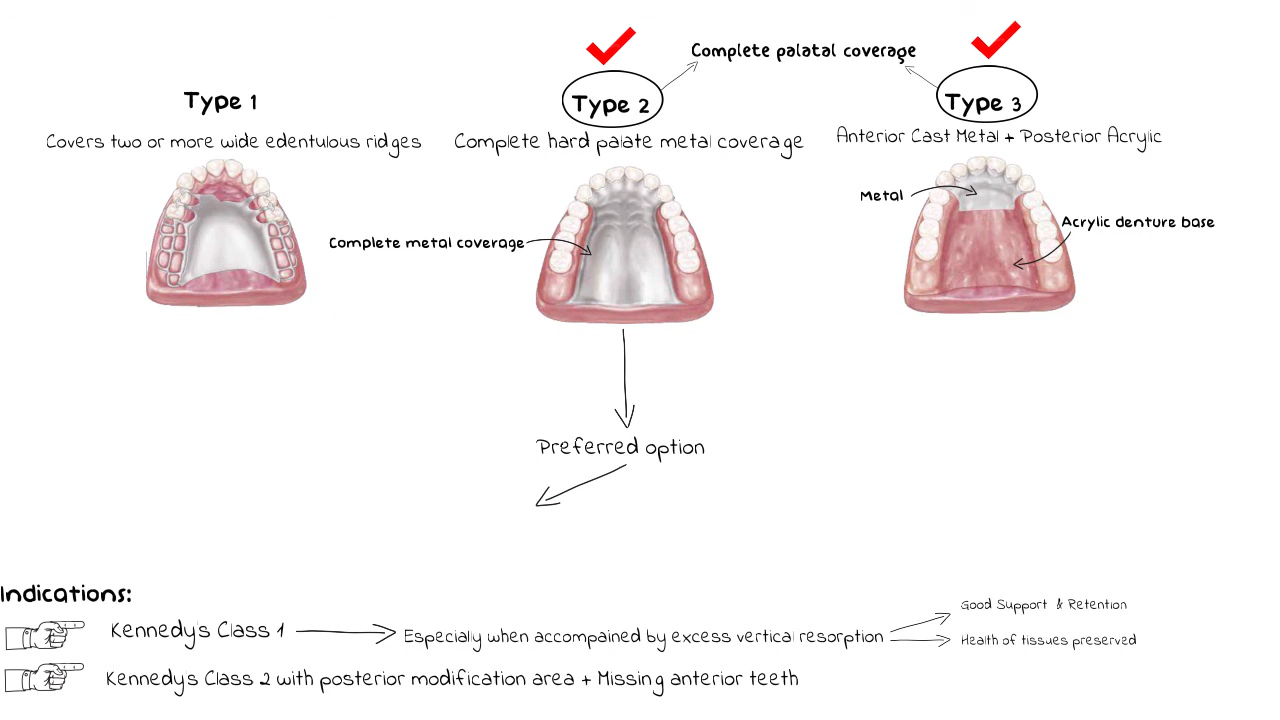 Complete palatal coverage
Type 1
Type 2
Type 3
Covers two or more wide edentulous ridges
Complete hard palate metal coverage
Anterior Cast Metal + Posterior Acrylic
Metal
Acrylic denture base
Complete metal coverage
Preferred option
Indications:
Kennedy's Class 1
Especially when accompained by excess vertical resorption
Good Support & Retention
Health of tissues preserved
Kennedy's Class 2 with posterior modification area + Missing anterior teeth